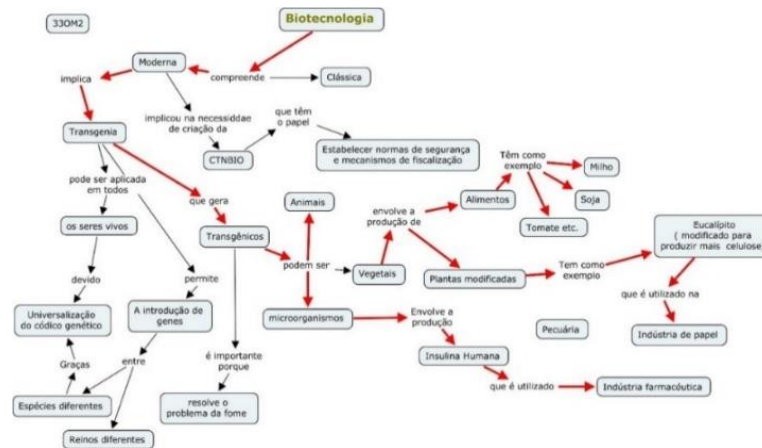 33OM2
Biotecnologia
Moderna
compreende
Clássica
implica
implicou na necessiddae
de criação da
que têm
o papel
CTNBIO
Estabelecer normas de segurança
e mecanismos de fiscalização
Transgenia
pode ser aplicada
em todos
os seres vivos
devido
Universalização
do códico genético
Graças
Espécies diferentes
entre
Reinos diferentes
permite
A introdução de
genes
que gera
Transgênicos
é importante
porque
resolve o
problema da fome
podem ser
Animais
Vegetais
microorganismos
envolve a
produção de
Alimentos
Têm como
exemplo
Milho
Soja
Tomate etc.
Plantas modificadas
Tem como
exemplo
Eucalípito
( modificado para
produzir mais celulose)
que é utilizado na
Indústria de papel
Envolve a
produção
Insulina Humana
que é utilizado
Indústria farmacêutica
Pecuária